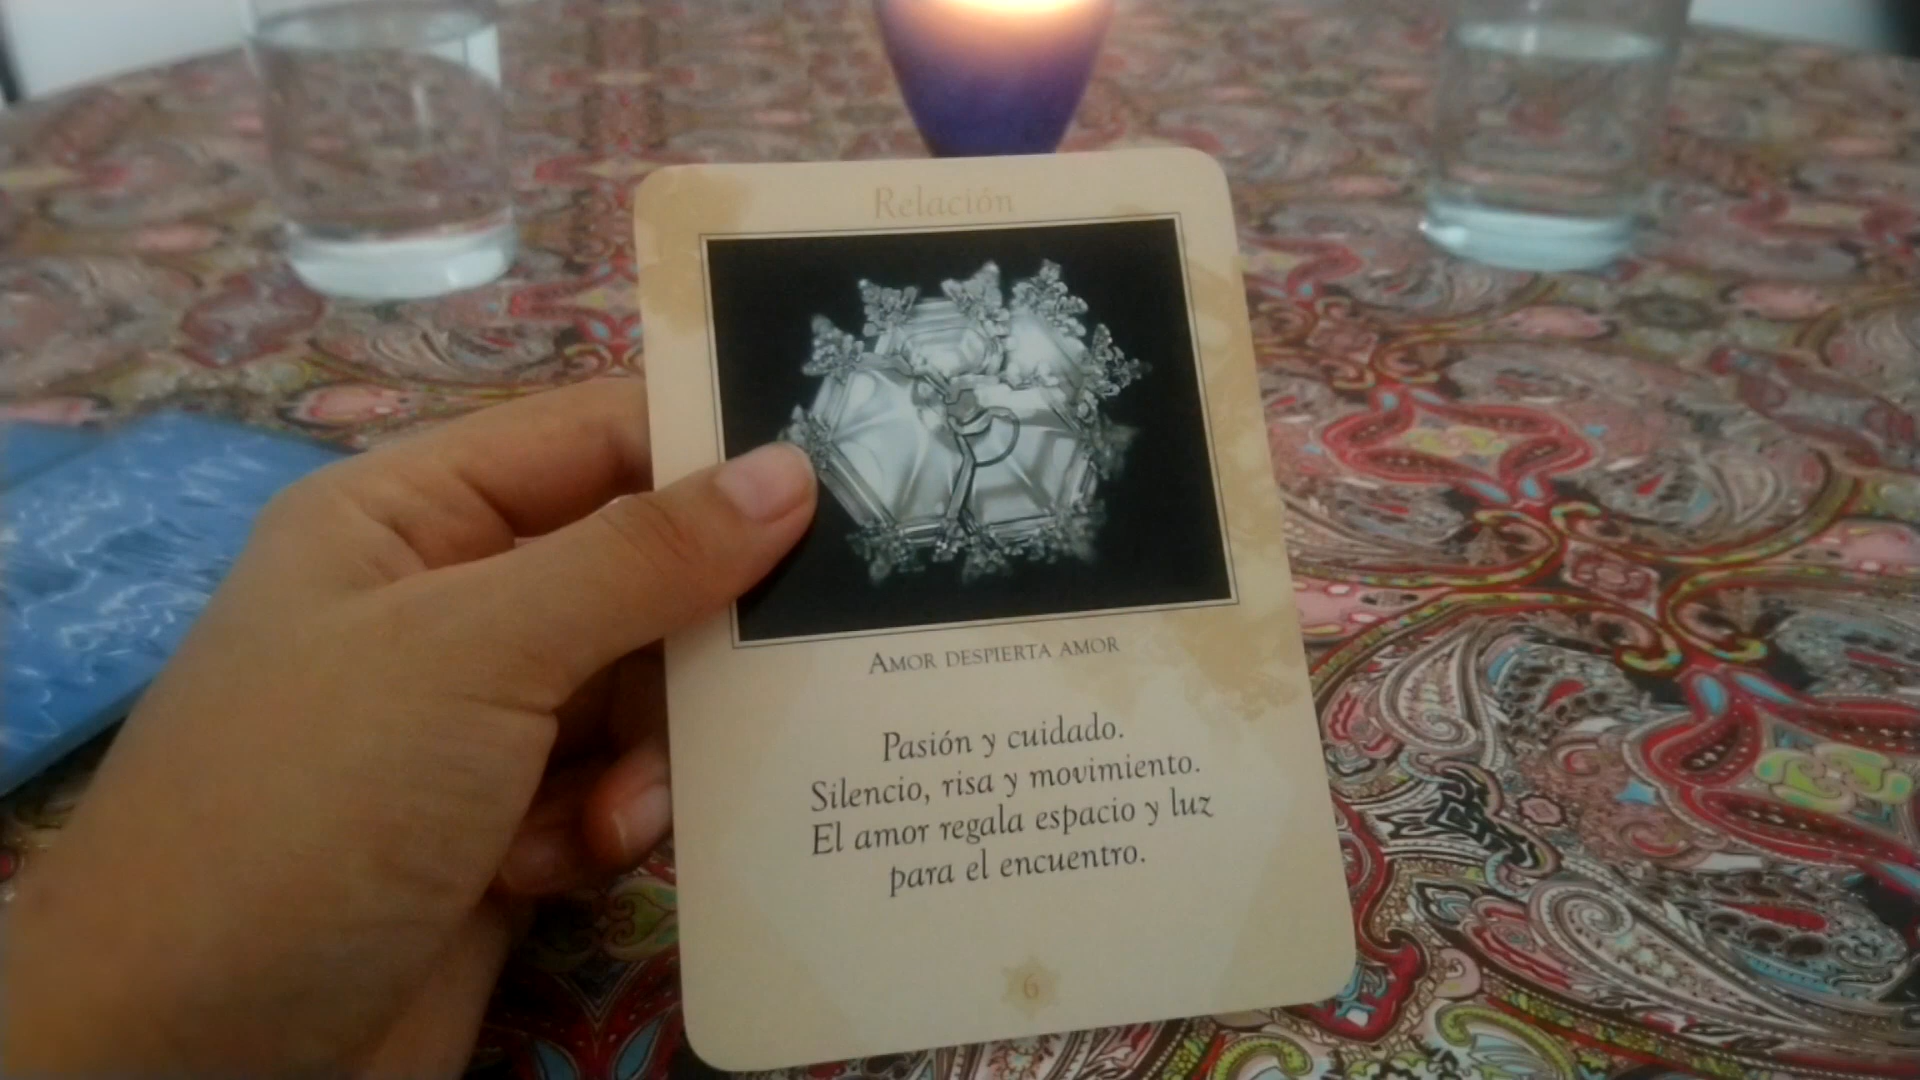 Relación
AMOR DESPIERTA AMOR
Pasión y cuidado.
Silencio, risa y movimiento.
El amor regala espacio y luz
para el encuentro.
6